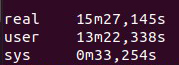 real 15m27,145s
user 13m22,338s
sys 0m33,254s